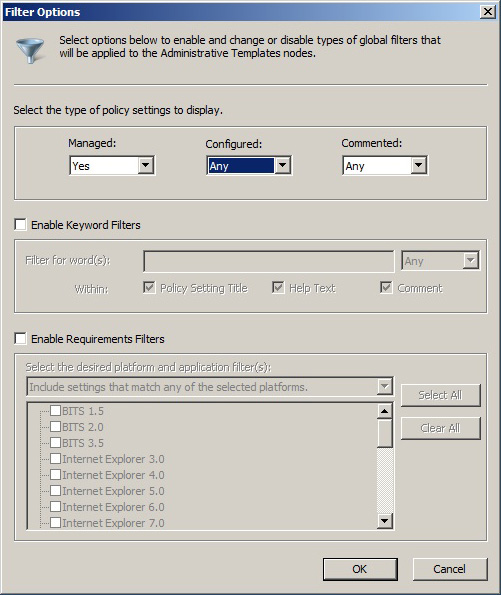 Filter Options
Select options below to enable and change or disable types of global filters that
will be applied to the Administrative Templates nodes.
Select the type of policy settings to display.
Managed: Configured: Commented:
Yes Any Any
Enable Keyword Filters
Filter for word(s): Any
Within: Policy Setting Title Help Text Comment
Enable Requirements Filters
Select the desired platform and application filter(s):
Include settings that match any of the selected platforms. Select All
BITS 1.5
BITS 2.0 Clear All
BITS 3.5
Internet Explorer 3.0
Internet Explorer 4.0
Internet Explorer 5.0
Internet Explorer 6.0
Internet Explorer 7.0
OK Cancel